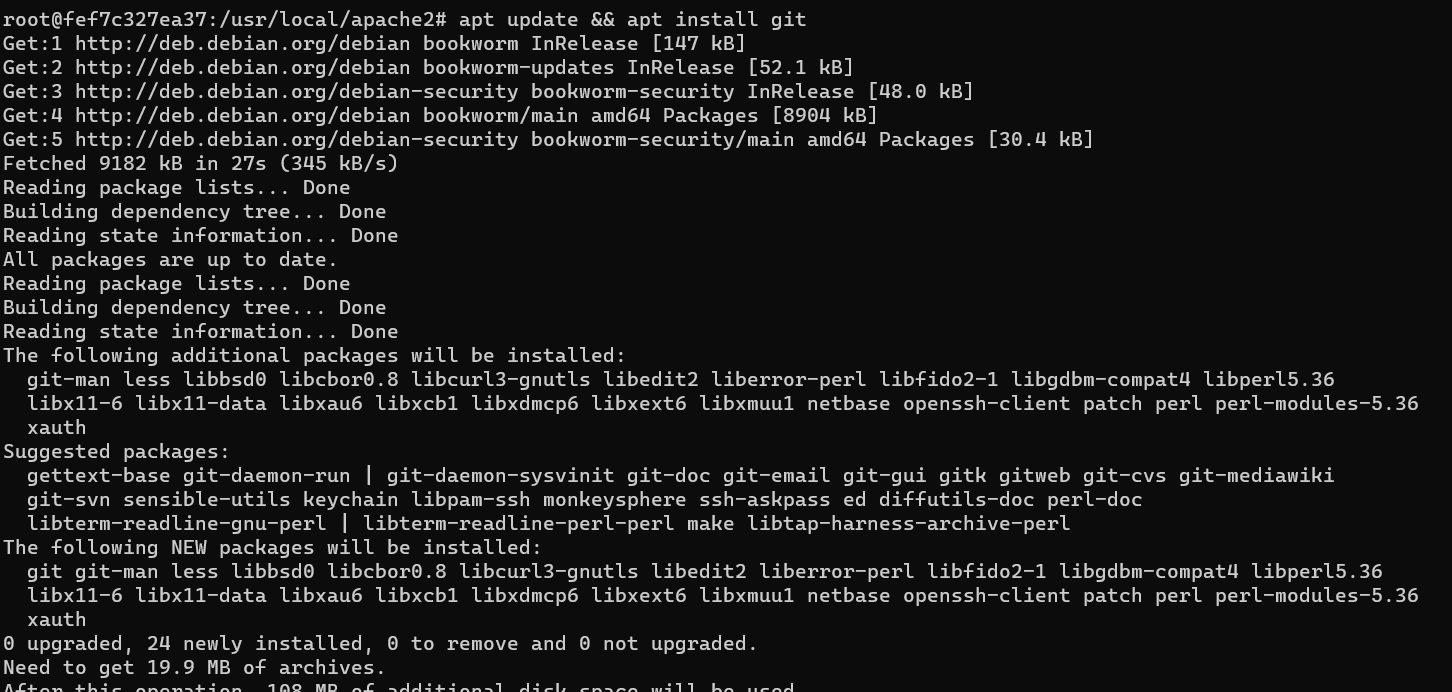 root@fef7c327ea37:/usr/local/apache2# apt update && apt install git
Get:1 http://deb.debian.org/debian bookworm InRelease [147 kB]
Get:2 http://deb.debian.org/debian bookworm-updates InRelease [52.1 kB]
Get:3 http://deb.debian.org/debian-security bookworm-security InRelease [48.0 kB]
Get:4 http://deb.debian.org/debian bookworm/main amd64 Packages [8904 kB]
Get:5 http://deb.debian.org/debian-security bookworm-security/main amd64 Packages [30.4 kB]
Fetched 9182 kB in 27s (345 kB/s)
Reading package lists... Done
Building dependency tree... Done
Reading state information... Done
All packages are up to date.
Reading package lists... Done
Building dependency tree... Done
Reading state information... Done
The following additional packages will be installed:
  git-man less libbsd0 libcbor0.8 libcurl3-gnutls libedit2 liberror-perl libfido2-1 libgdbm-compat4 libperl5.36
  libx11-6 libx11-data libxau6 libxcb1 libxdmcp6 libxext6 libxmuu1 netbase openssh-client patch perl perl-modules-5.36
  xauth
Suggested packages:
  gettext-base git-daemon-run | git-daemon-sysvinit git-doc git-email git-gui gitk gitweb git-cvs git-mediawiki
  git-svn sensible-utils keychain libpam-ssh monkeysphere ssh-askpass ed diffutils-doc perl-doc
  libterm-readline-gnu-perl | libterm-readline-perl-perl make libtap-harness-archive-perl
The following NEW packages will be installed:
  git git-man less libbsd0 libcbor0.8 libcurl3-gnutls libedit2 liberror-perl libfido2-1 libgdbm-compat4 libperl5.36
  libx11-6 libx11-data libxau6 libxcb1 libxdmcp6 libxext6 libxmuu1 netbase openssh-client patch perl perl-modules-5.36
  xauth
0 upgraded, 24 newly installed, 0 to remove and 0 not upgraded.
Need to get 19.9 MB of archives.
After this operation, 108 MB of additional disk space will be used.